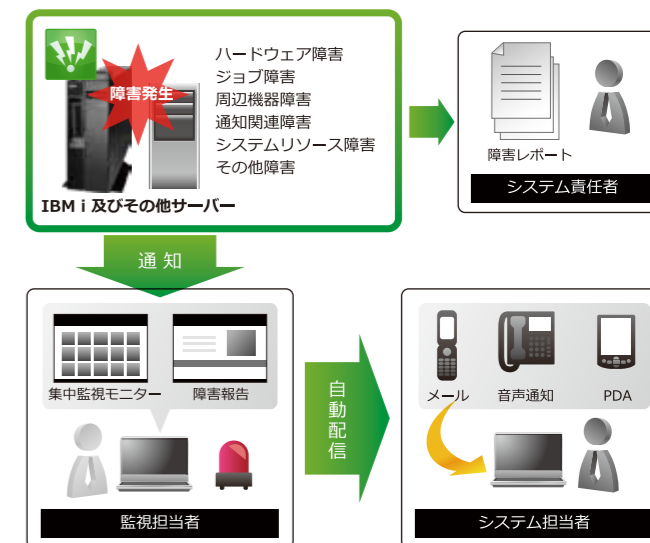 障害発生
ハードウェア障害
ジョブ障害
周辺機器障害
通知関連障害
システムリソース障害
その他障害
IBM i 及びその他サーバー
障害レポート
システム責任者
通 知
集中監視モニター
障害報告
監視担当者
自動配信
メール
音声通知
PDA
システム担当者